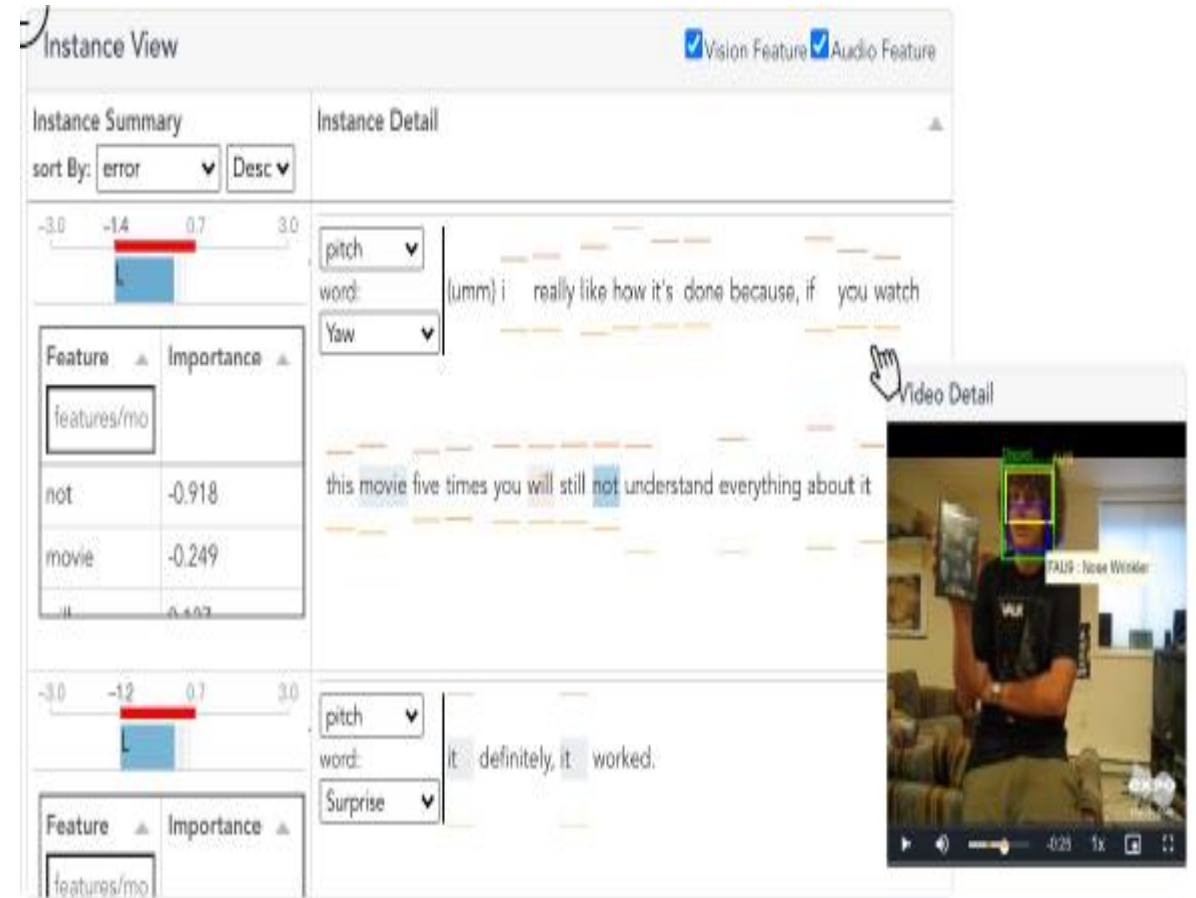 Instance View
Vision Feature Audio Feature
Instance Summary
sort By: error Desc
Instance Detail
-3.0 -1.4 0.7 3.0
L
Feature Importance
features/mo
not -0.918
movie -0.249
pitch
word:
Yaw
(umm) i really like how it's done because, if you watch
this movie five times you will still not understand everything about it
Video Detail
FAU9 : Nose Wrinkler
-0:25 1x
-3.0 -1.2 0.7 3.0
L
Feature Importance
features/mo
pitch
word:
Surprise
it definitely, it worked.